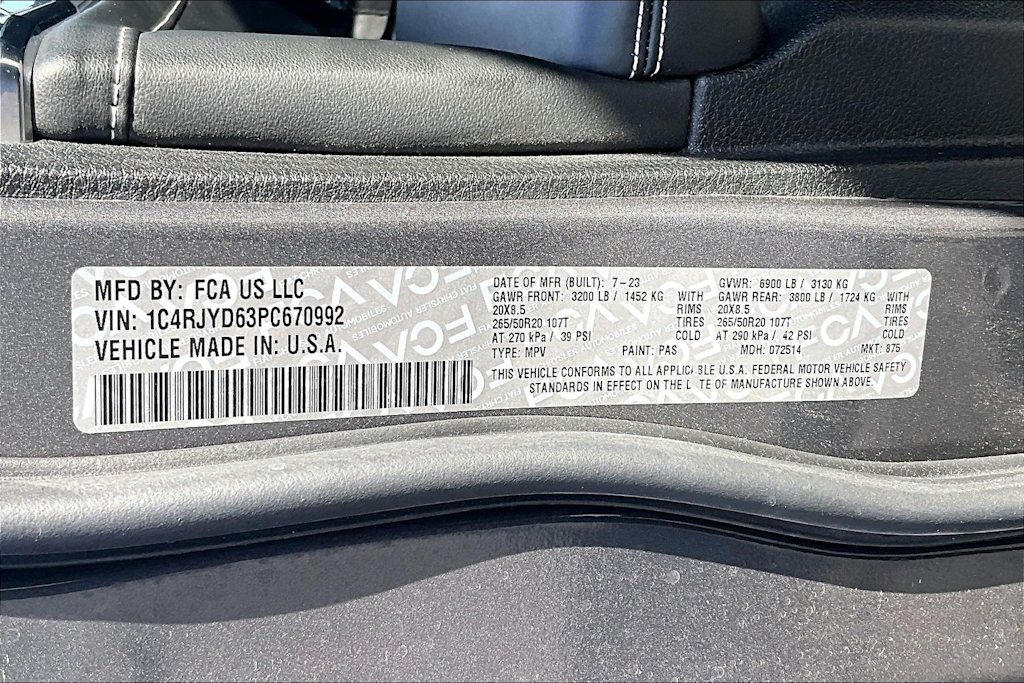 MFD BY: FCA US LLC
VIN: 1C4RJYD63PC670992
VEHICLE MADE IN: U.S.A.
DATE OF MFR (BUILT): 7-23 GVWR: 6900 LB / 3130 KG
GAWR FRONT: 3200 LB / 1452 KG WITH GAWR REAR: 3800 LB / 1724 KG WITH
20X8.5 RIMS 20X8.5 RIMS
265/50R20 107T TIRES 265/50R20 107T TIRES
AT 270 kPa / 39 PSI COLD AT 290 kPa / 42 PSI COLD
TYPE: MPV PAINT: PAS MDH: 072514 MKT: 875
THIS VEHICLE CONFORMS TO ALL APPLIC BLE U.S.A. FEDERAL MOTOR VEHICLE SAFETY
STANDARDS IN EFFECT ON THE D TE OF MANUFACTURE SHOWN ABOVE.